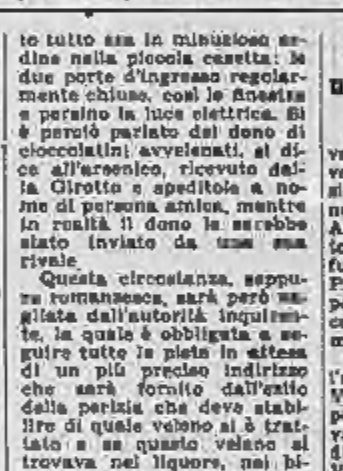 to tutto era in minuzioso or-
dine nella piccola casetta: le
due porte d'ingresso regolar-
mente chiuse, così le finestre
e persino la luce elettrica. Si
è perciò parlato del dono di
cioccolatini avvelenati, si di-
ce all'arsenico, ricevuto dal-
la Girotto e speditole a no-
me di persona amica, mentre
in realtà il dono le sarebbe
stato inviato da una sua
rivale.
Questa circostanza, seppu-
re romanzesca, sarà però va-
gliata dall'autorità inquiren-
te, la quale è obbligata a se-
guire tutte le piste in attesa
di un più preciso indirizzo
che sarà fornito dall'esito
della perizia che deve stabi-
lire di quale veleno si è trat-
tato e se questo veleno si
trovava nel liquore, nei bi-